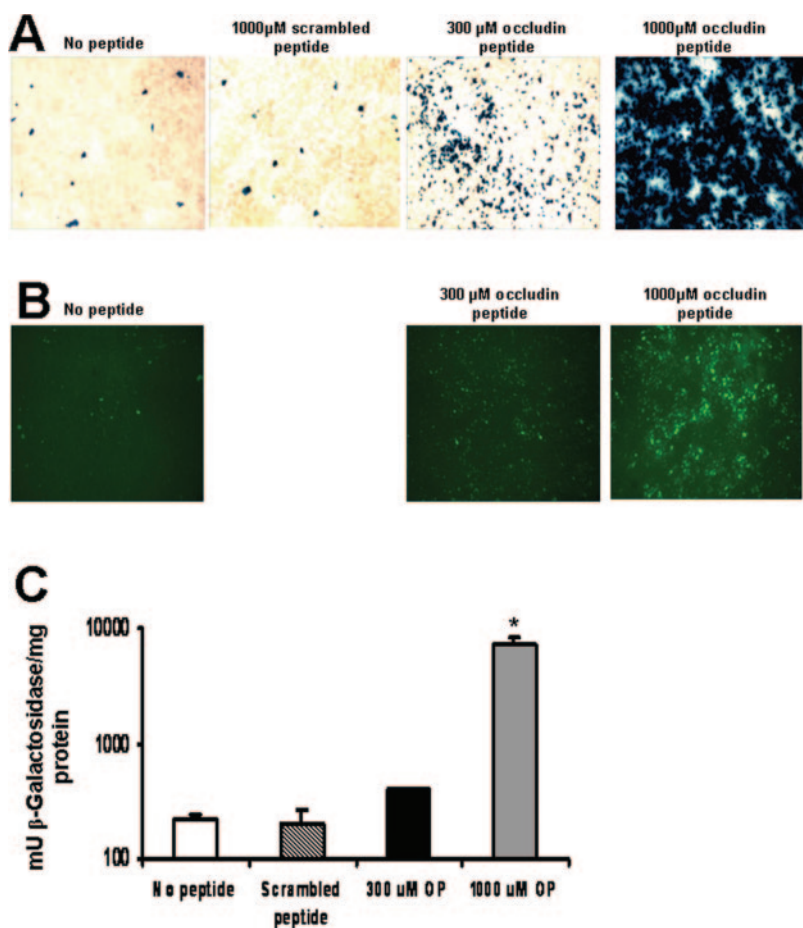 A
No peptide
1000µM scrambled
peptide
300 µM occludin
peptide
1000µM occludin
peptide
B
No peptide
300 µM occludin
peptide
1000µM occludin
peptide
C
mU β-Galactosidase/mg
protein
10000
1000
100
*
No peptide
Scrambled
peptide
300 uM OP
1000 uM OP